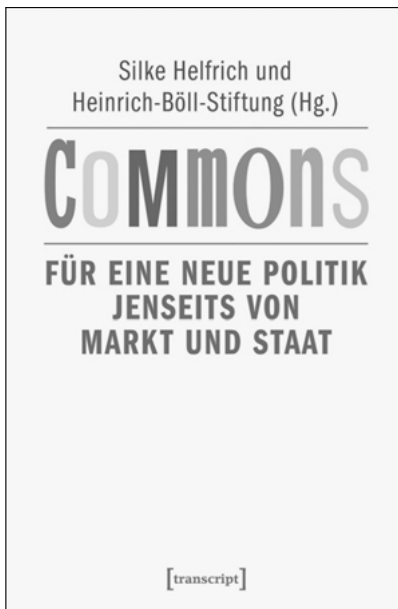 Silke Helfrich und
Heinrich-Böll-Stiftung (Hg.)
CoMmons
FÜR EINE NEUE POLITIK
JENSEITS VON
MARKT UND STAAT
[transcript]